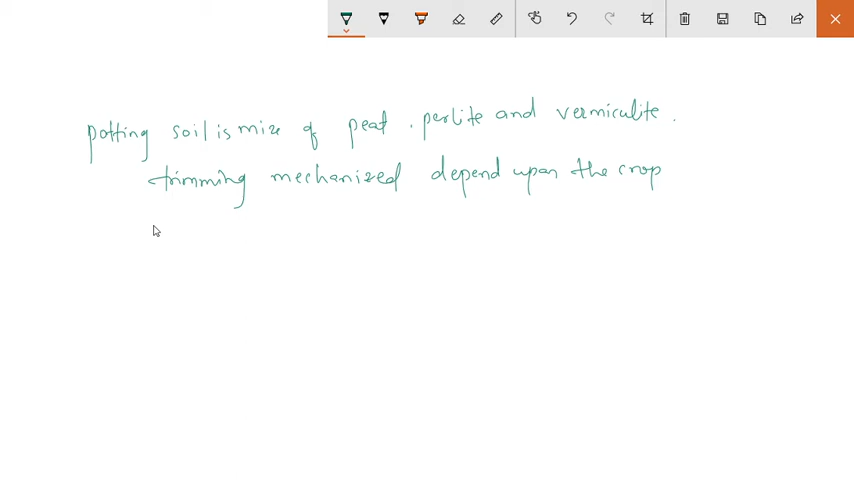 potting soil is mix of peat . perlite and vermiculite .
trimming mechanized depend upon the crop